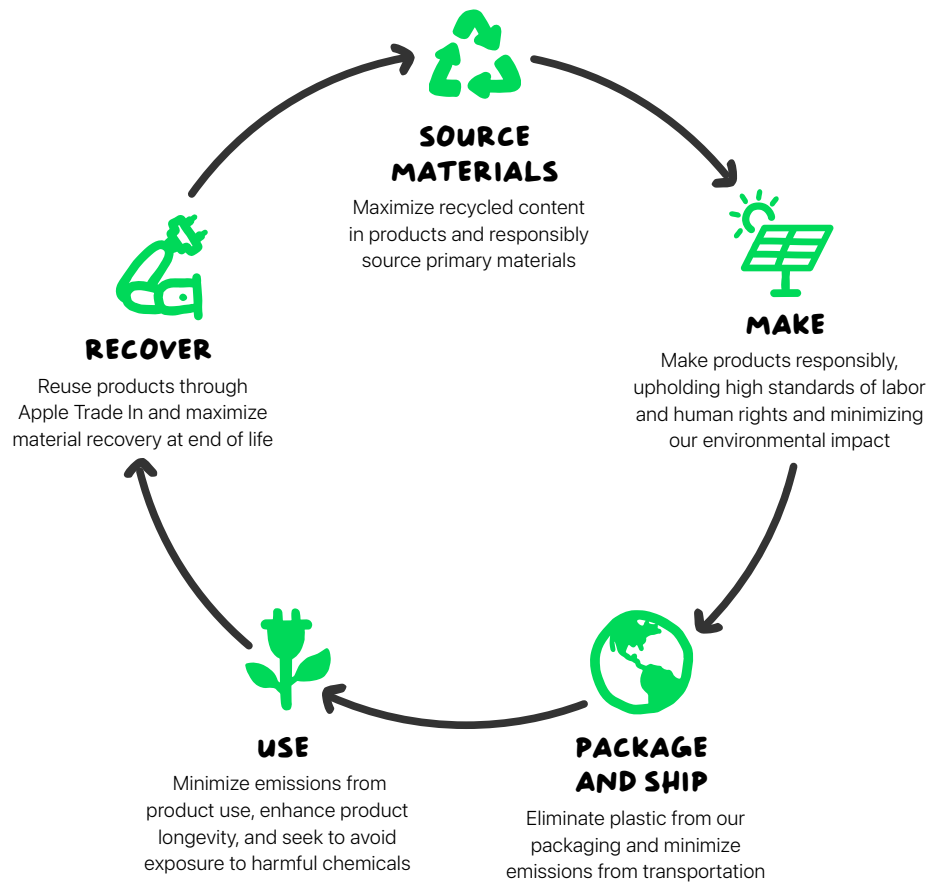 SOURCE
MATERIALS
Maximize recycled content
in products and responsibly
source primary materials
MAKE
Make products responsibly,
upholding high standards of labor
and human rights and minimizing
our environmental impact
PACKAGE
AND SHIP
Eliminate plastic from our
packaging and minimize
emissions from transportation
USE
Minimize emissions from
product use, enhance product
longevity, and seek to avoid
exposure to harmful chemicals
RECOVER
Reuse products through
Apple Trade In and maximize
material recovery at end of life